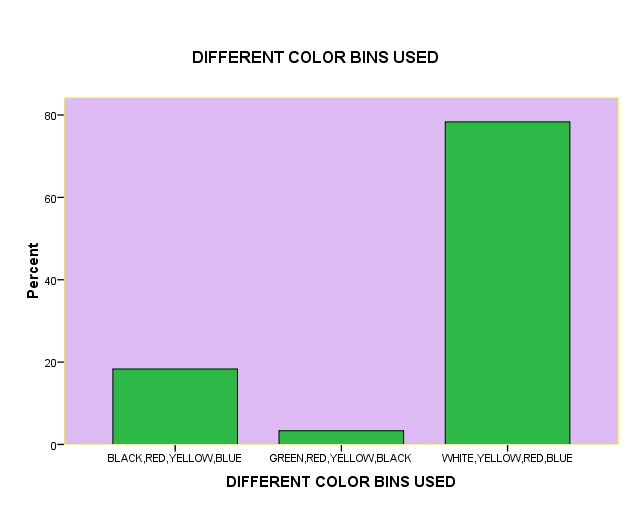 DIFFERENT COLOR BINS USED
80
60
40
20
0
Percent
BLACK,RED,YELLOW,BLUE
GREEN,RED,YELLOW,BLACK
WHITE,YELLOW,RED,BLUE
DIFFERENT COLOR BINS USED